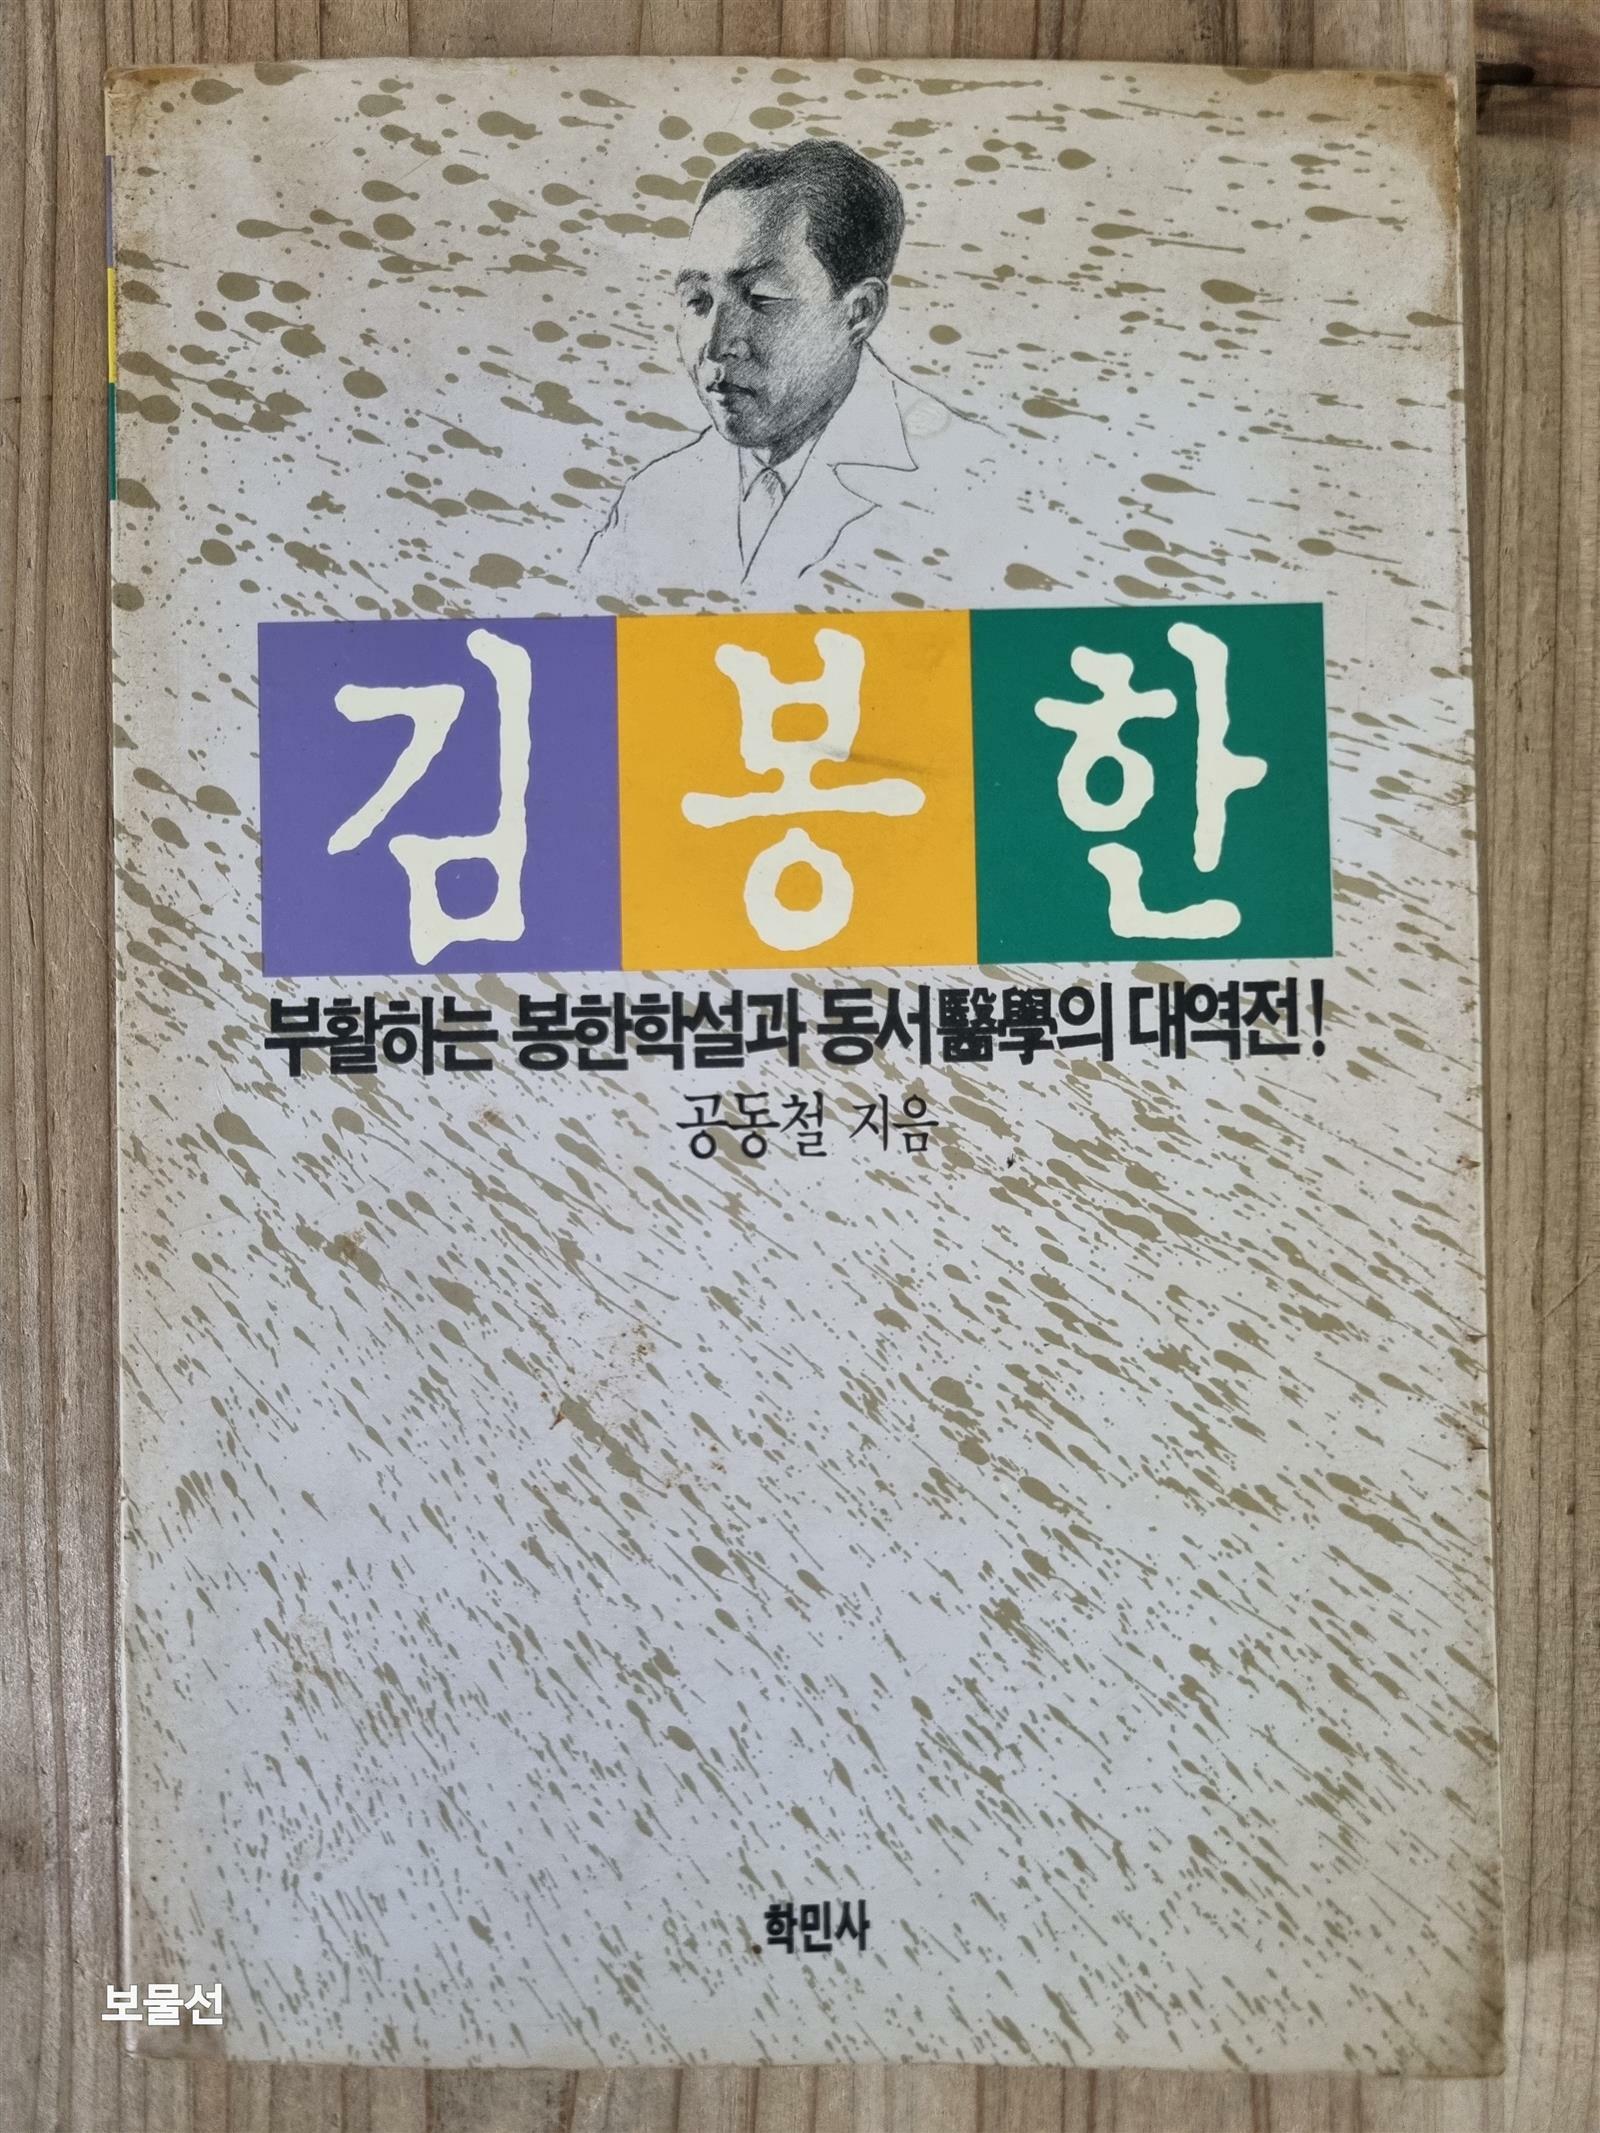 김봉한
부활하는 봉한학설과 동서醫學의 대역전!
공동철 지음
학민사
보물선